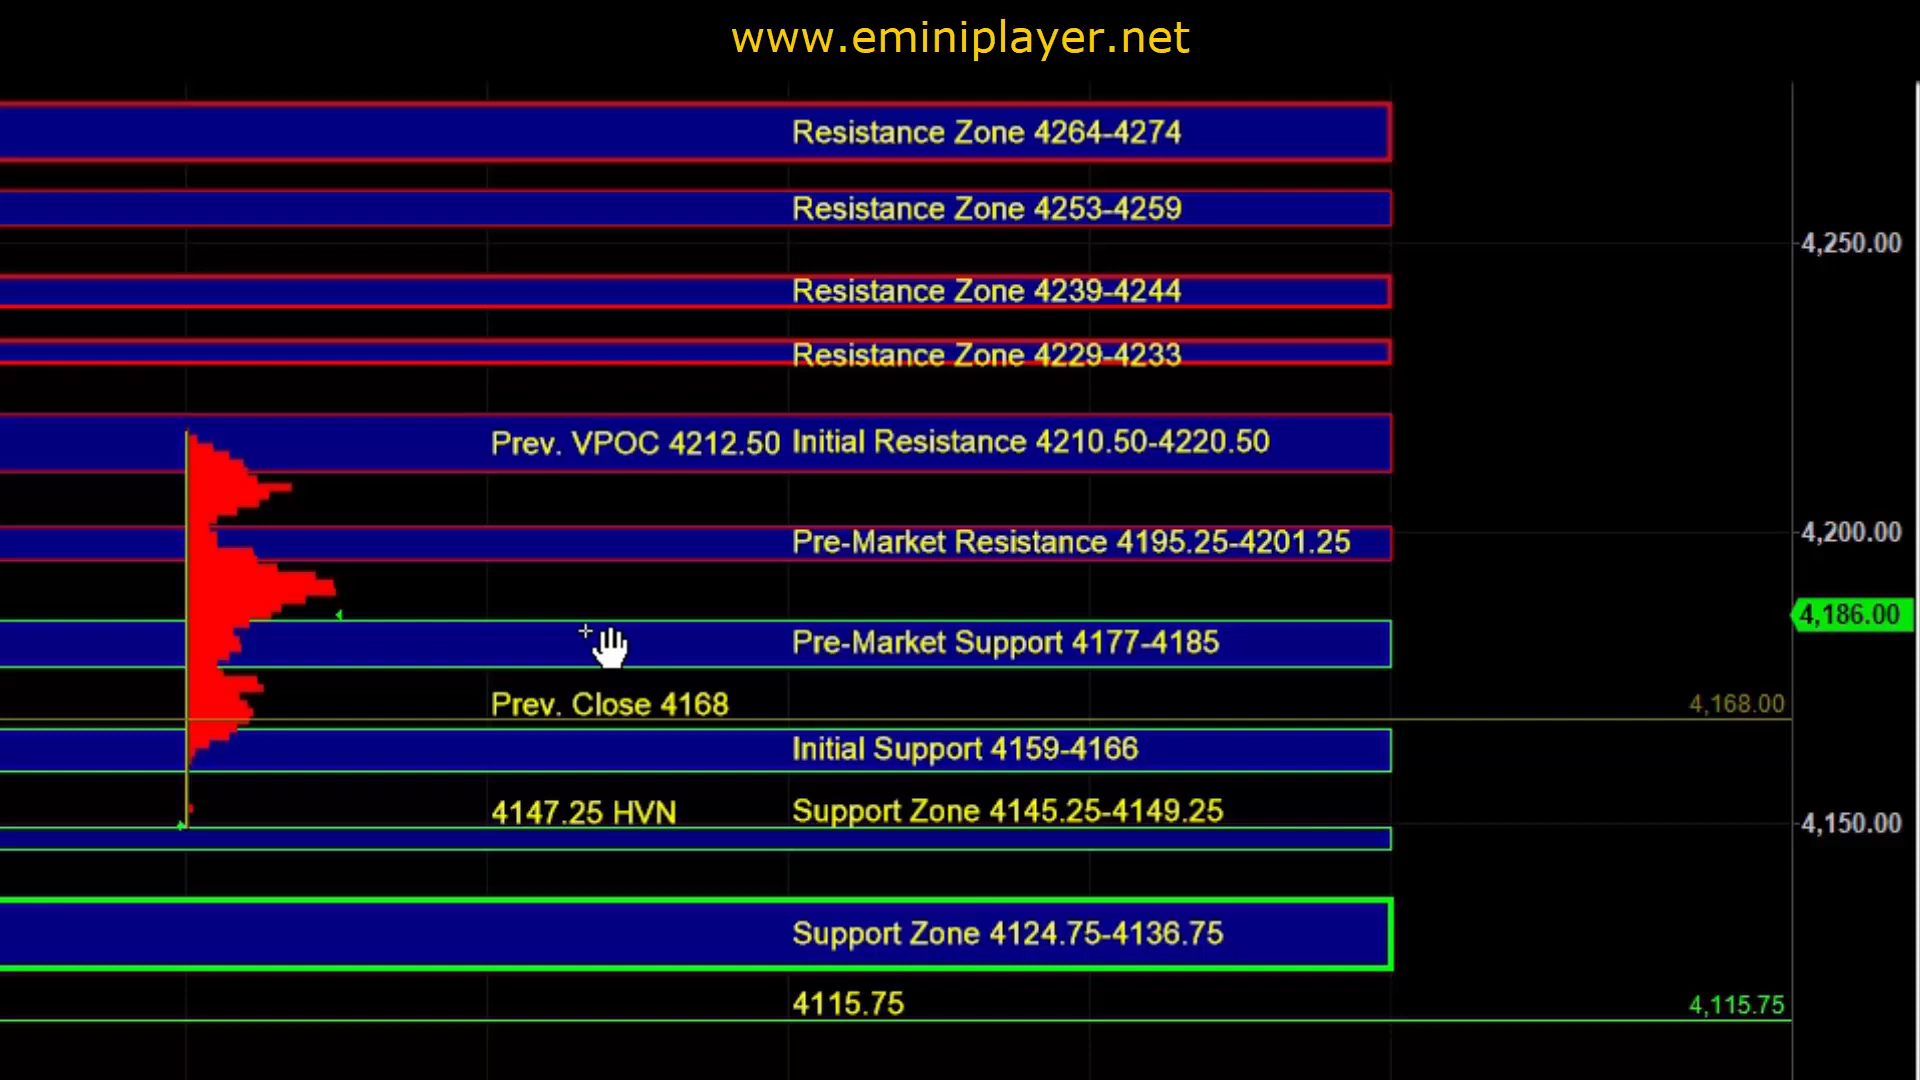 www.eminiplayer.net
Resistance Zone 4264-4274
Resistance Zone 4253-4259
4,250.00
Resistance Zone 4239-4244
Resistance Zone 4229-4233
Prev. VPOC 4212.50 Initial Resistance 4210.50-4220.50
Pre-Market Resistance 4195.25-4201.25
4,200.00
4,186.00
Pre-Market Support 4177-4185
Prev. Close 4168
4,168.00
Initial Support 4159-4166
4147.25 HVN Support Zone 4145.25-4149.25
4,150.00
Support Zone 4124.75-4136.75
4115.75
4,115.75